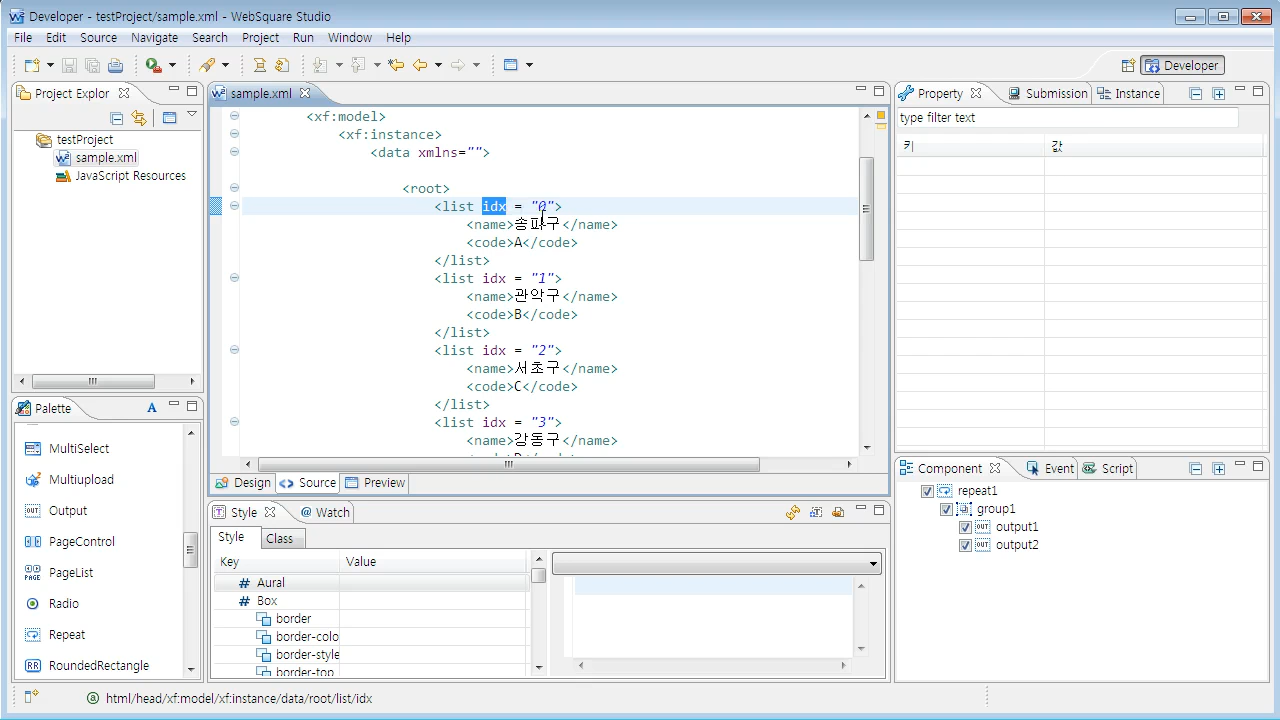 Developer - testProject/sample.xml - WebSquare Studio
File Edit Source Navigate Search Project Run Window Help
Developer
Project Explor
testProject
sample.xml
JavaScript Resources
Palette
MultiSelect
Multiupload
Output
PageControl
PageList
Radio
Repeat
RoundedRectangle
sample.xml
<xf:model>
<xf:instance>
<data xmlns="">
<root>
<list idx = "0">
<name>송파구</name>
<code>A</code>
</list>
<list idx = "1">
<name>관악구</name>
<code>B</code>
</list>
<list idx = "2">
<name>서초구</name>
<code>C</code>
</list>
<list idx = "3">
<name>강동구</name>
Design Source Preview
Style Watch
Style Class
Key Value
# Aural
# Box
border
border-colo
border-style
border-top
Property Submission Instance
type filter text
키 값
Component Event Script
repeat1
group1
output1
output2
html/head/xf:model/xf:instance/data/root/list/idx